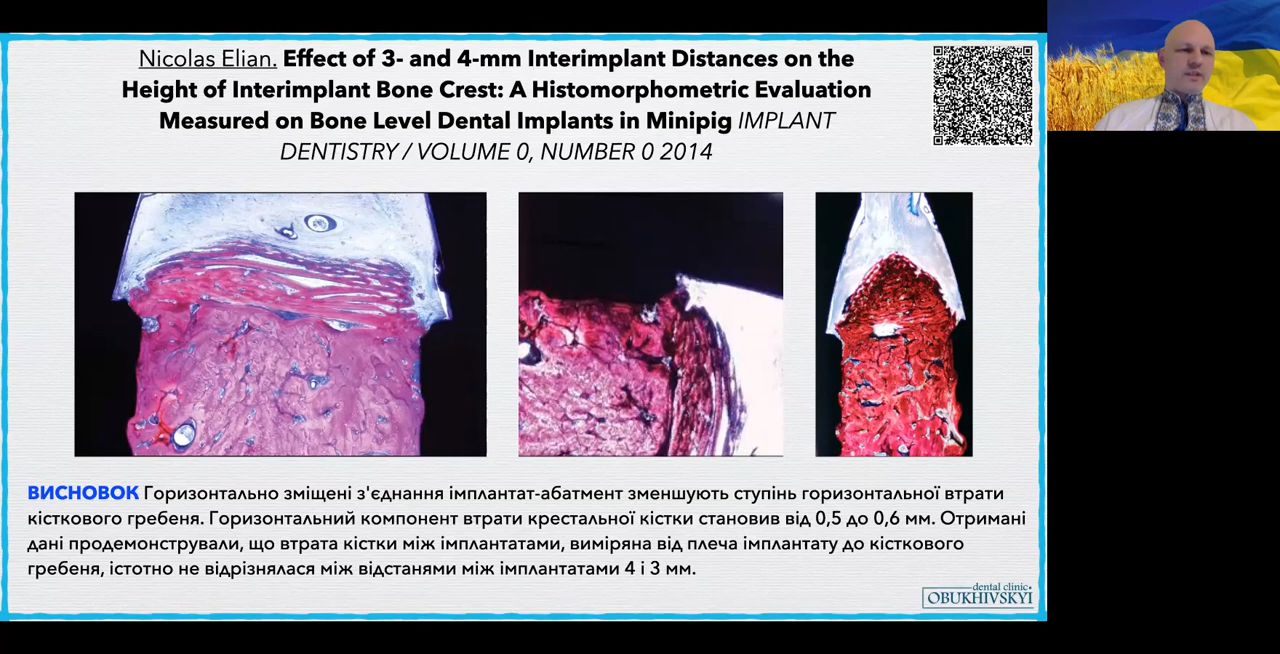 Nicolas Elian. Effect of 3- and 4-mm Interimplant Distances on the
Height of Interimplant Bone Crest: A Histomorphometric Evaluation
Measured on Bone Level Dental Implants in Minipig IMPLANT
DENTISTRY / VOLUME 0, NUMBER 0 2014
ВИСНОВОК Горизонтально зміщені з'єднання імплантат-абатмент зменшують ступінь горизонтальної втрати
кісткового гребеня. Горизонтальний компонент втрати крестальної кістки становив від 0,5 до 0,6 мм. Отримані
дані продемонстрували, що втрата кістки між імплантатами, виміряна від плеча імплантату до кісткового
гребеня, істотно не відрізнялася між відстанями між імплантатами 4 і 3 мм.
dental clinic
OBUKHIVSKYI